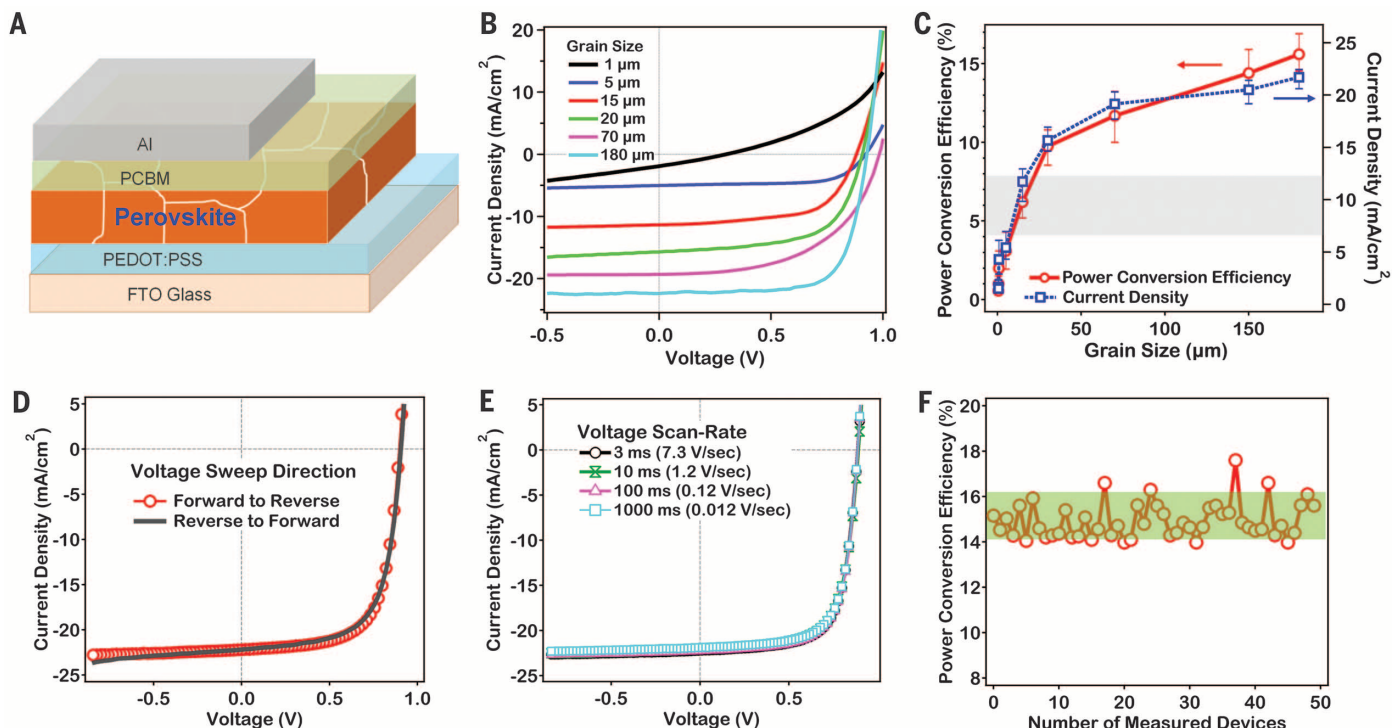 A
Al
PCBM
Perovskite
PEDOT:PSS
FTO Glass
B
Current Density (mA/cm2)
20
10
0
-10
-20
Grain Size
1 µm
5 µm
15 µm
20 µm
70 µm
180 µm
-0.5
0.0
0.5
1.0
Voltage (V)
C
Power Conversion Efficiency (%)
15
10
5
0
Power Conversion Efficiency
Current Density
25
20
15
10
5
0
Current Density (mA/cm2)
0
50
100
150
Grain Size (µm)
D
Current Density (mA/cm2)
5
0
-5
-10
-15
-20
-25
Voltage Sweep Direction
Forward to Reverse
Reverse to Forward
0.0
0.5
1.0
Voltage (V)
E
Current Density (mA/cm2)
5
0
-5
-10
-15
-20
-25
Voltage Scan-Rate
3 ms (7.3 V/sec)
10 ms (1.2 V/sec)
100 ms (0.12 V/sec)
1000 ms (0.012 V/sec)
0.0
0.5
Voltage (V)
F
Power Conversion Efficiency (%)
20
18
16
14
12
10
8
0
10
20
30
40
50
Number of Measured Devices